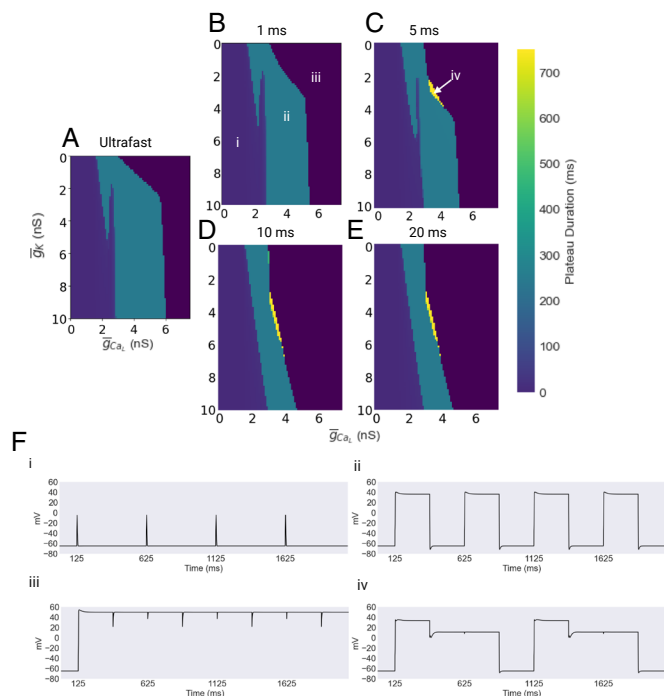 B
1 ms
0
2
4
6
8
10
0 2 4 6
i
ii
iii
C
5 ms
0
2
4
6
8
10
0 2 4 6
iv
A
Ultrafast
0
2
4
6
8
10
0 2 4 6
g̅K (nS)
g̅CaL (nS)
D
10 ms
0
2
4
6
8
10
0 2 4 6
E
20 ms
0
2
4
6
8
10
0 2 4 6
g̅CaL (nS)
700
600
500
400
300
200
100
0
Plateau Duration (ms)
F
i
60
40
20
0
−20
−40
−60
−80
mV
125 625 1125 1625
Time (ms)
ii
60
40
20
0
−20
−40
−60
−80
mV
125 625 1125 1625
Time (ms)
iii
60
40
20
0
−20
−40
−60
−80
mV
125 625 1125 1625
Time (ms)
iv
60
40
20
0
−20
−40
−60
−80
mV
125 625 1125 1625
Time (ms)